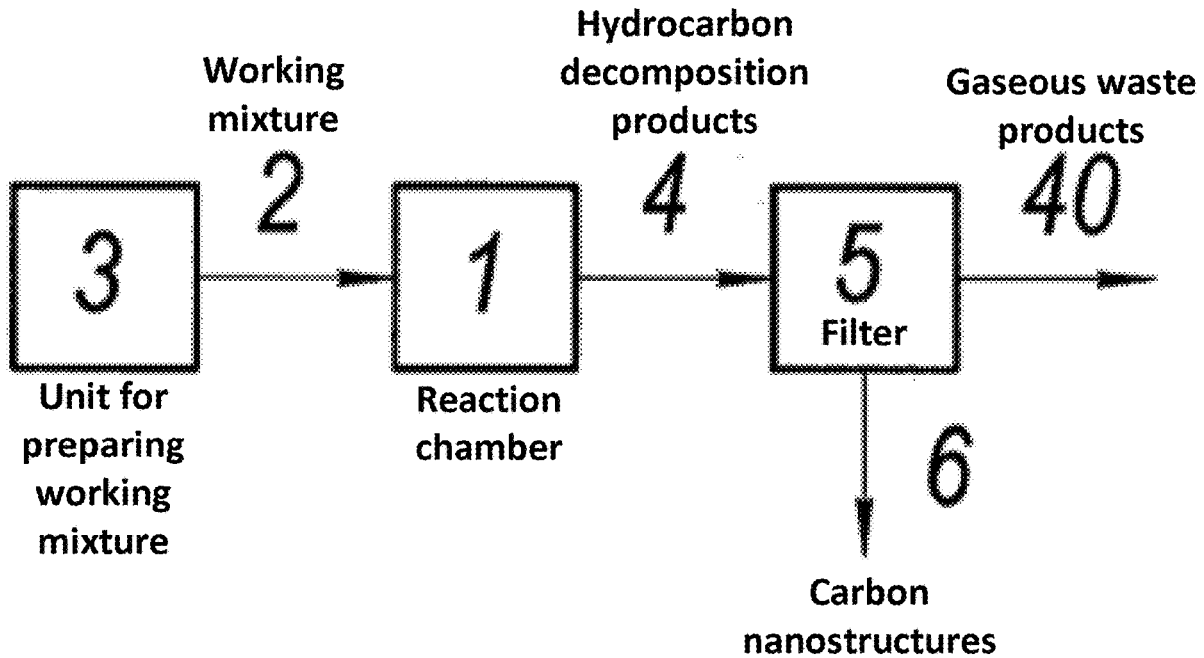 Working
mixture
2
Hydrocarbon
decomposition
products
4
Gaseous waste
products
40
3
1
5
Filter
Unit for
preparing
working
mixture
Reaction
chamber
6
Carbon
nanostructures